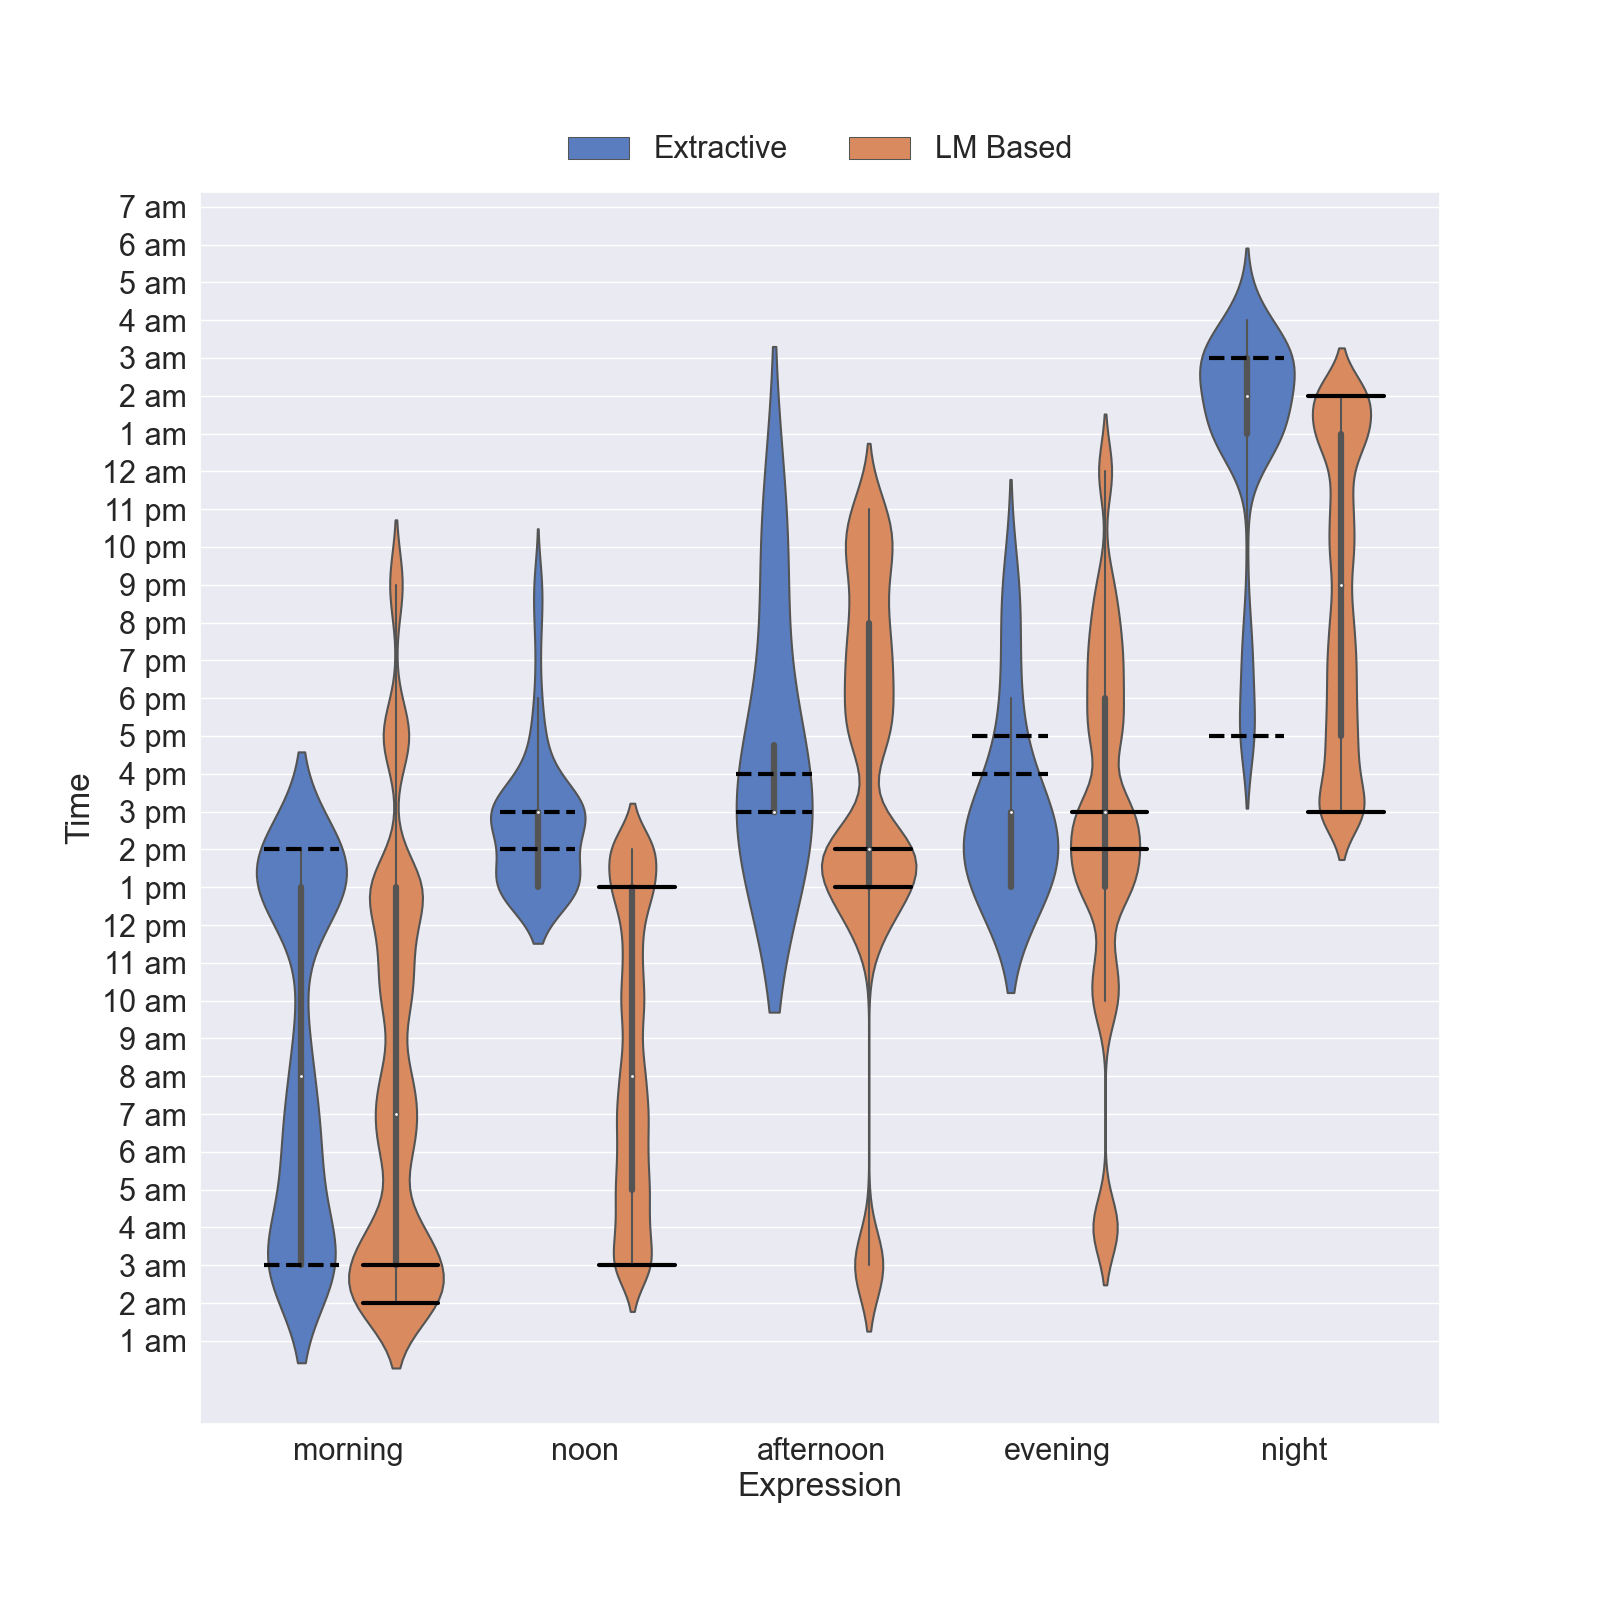 Extractive LM Based
7 am
6 am
5 am
4 am
3 am
2 am
1 am
12 am
11 pm
10 pm
9 pm
8 pm
7 pm
6 pm
5 pm
4 pm
3 pm
2 pm
1 pm
12 pm
11 am
10 am
9 am
8 am
7 am
6 am
5 am
4 am
3 am
2 am
1 am
Time
morning noon afternoon evening night
Expression